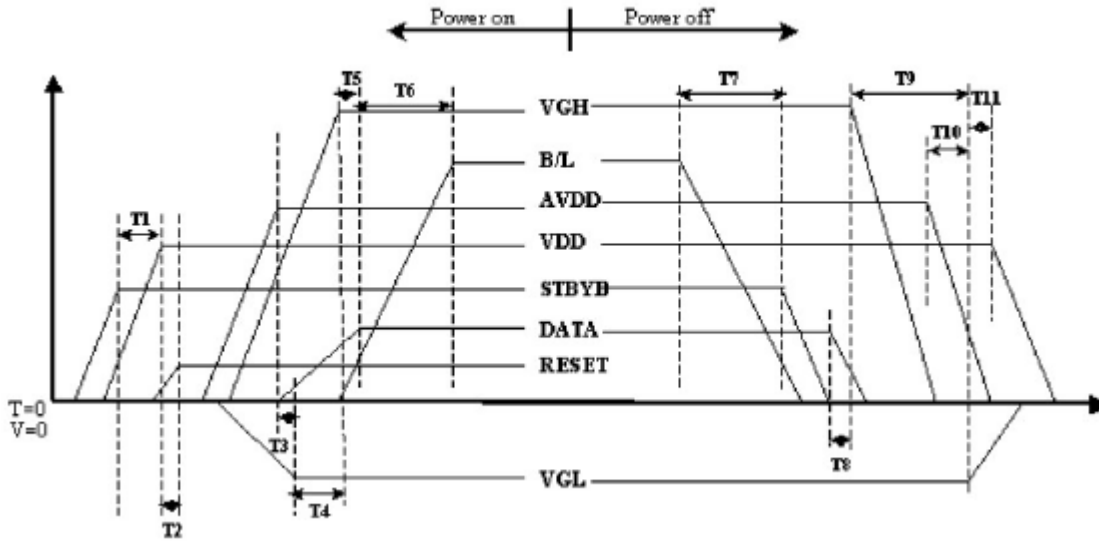 Power on Power off
T5 T6 T7 T9 T11
VGH
T10
B/L
AVDD
T1
VDD
STBYB
DATA
RESET
T=0
V=0
T3
T8
VGL
T4
T2